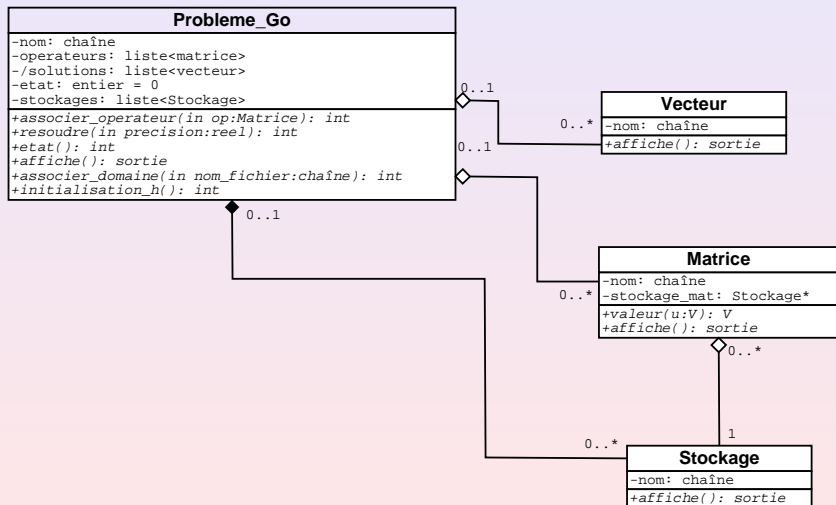 Probleme_Go
-nom: chaîne
-operateurs: liste<matrice>
-/solutions: liste<vecteur>
-etat: entier = 0
-stockages: liste<Stockage>
+associer_operateur(in op:Matrice): int
+resoudre(in precision:reel): int
+etat(): int
+affiche(): sortie
+associer_domaine(in nom_fichier:chaîne): int
+initialisation_h(): int
0..1
0..*
Vecteur
-nom: chaîne
+affiche(): sortie
0..1
0..*
Matrice
-nom: chaîne
-stockage_mat: Stockage*
+valeur(u:V): V
+affiche(): sortie
0..1
0..*
0..*
1
Stockage
-nom: chaîne
+affiche(): sortie